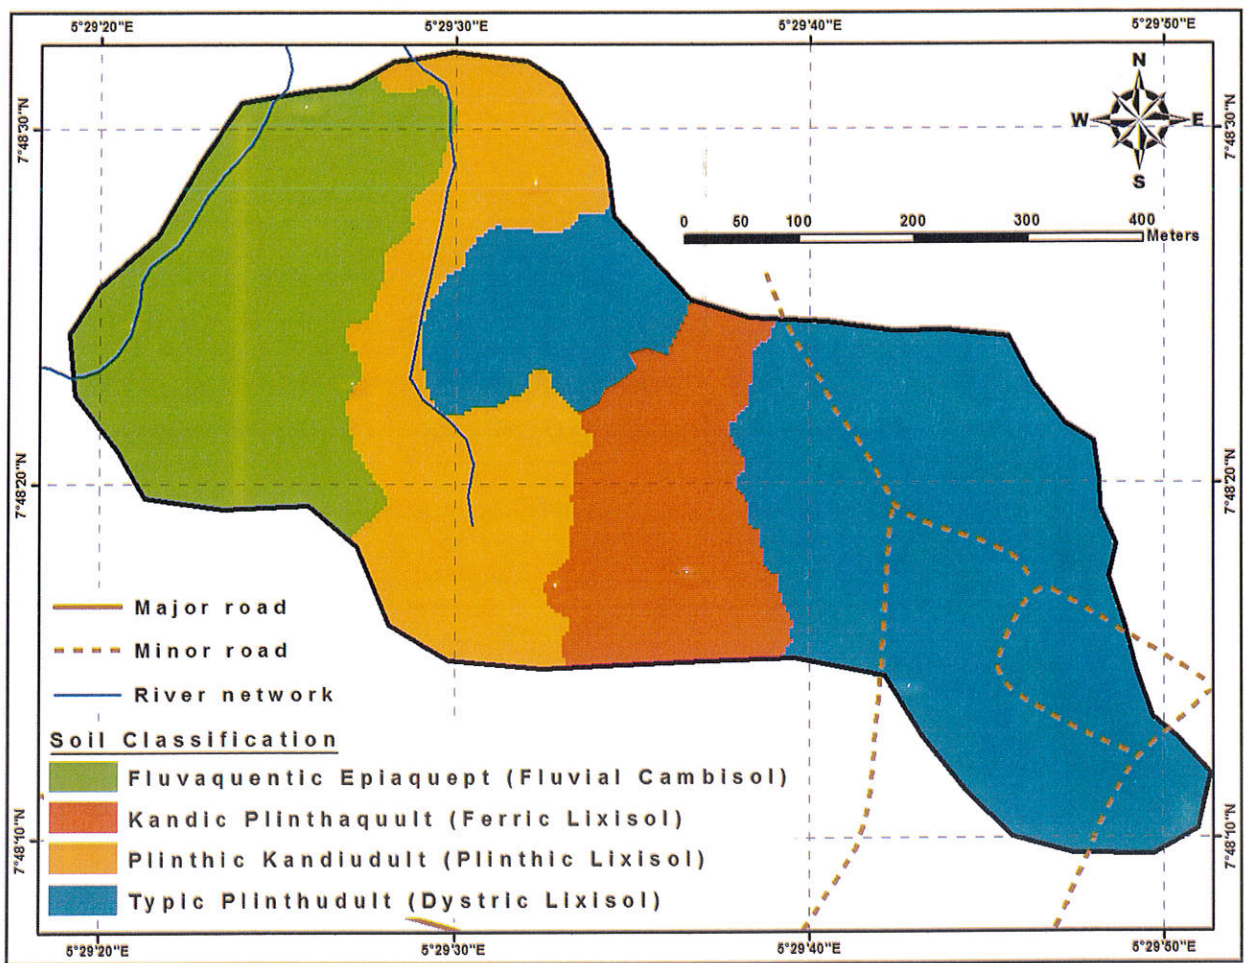 5°29'20"E 5°29'30"E 5°29'40"E 5°29'50"E
N
W E
S
7°48'30"N 7°48'30"N
0 50 100 200 300 400
Meters
7°48'20"N 7°48'20"N
Major road
Minor road
River network
Soil Classification
Fluvaquentic Epiaquept (Fluvial Cambisol)
Kandic Plinthaquult (Ferric Lixisol)
Plinthic Kandiudult (Plinthic Lixisol)
Typic Plinthudult (Dystric Lixisol)
7°48'10"N 7°48'10"N
5°29'20"E 5°29'30"E 5°29'40"E 5°29'50"E